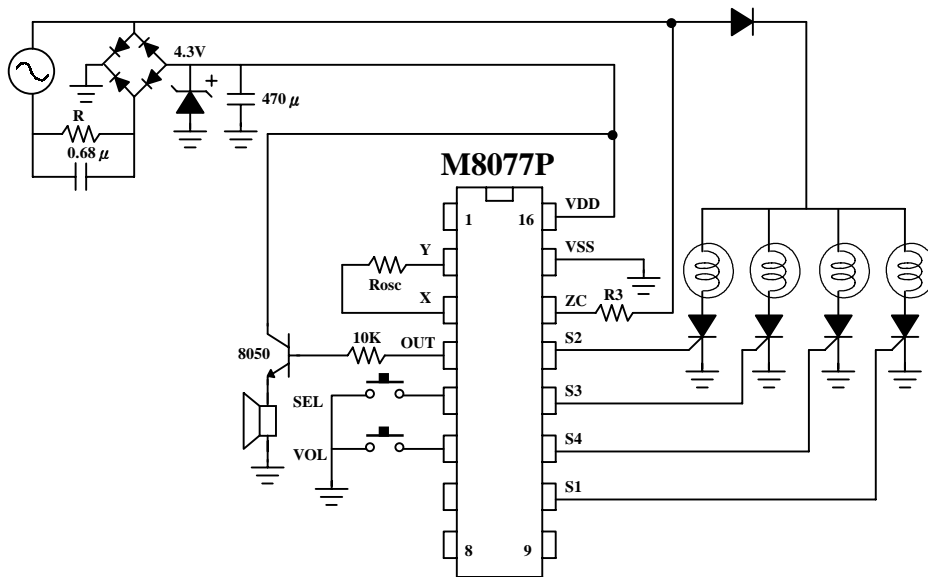 4.3V
+
470 μ
R
0.68 μ
M8077P
1
16
VDD
Y
VSS
Rosc
X
ZC
R3
10K
OUT
S2
8050
SEL
S3
VOL
S4
S1
8
9